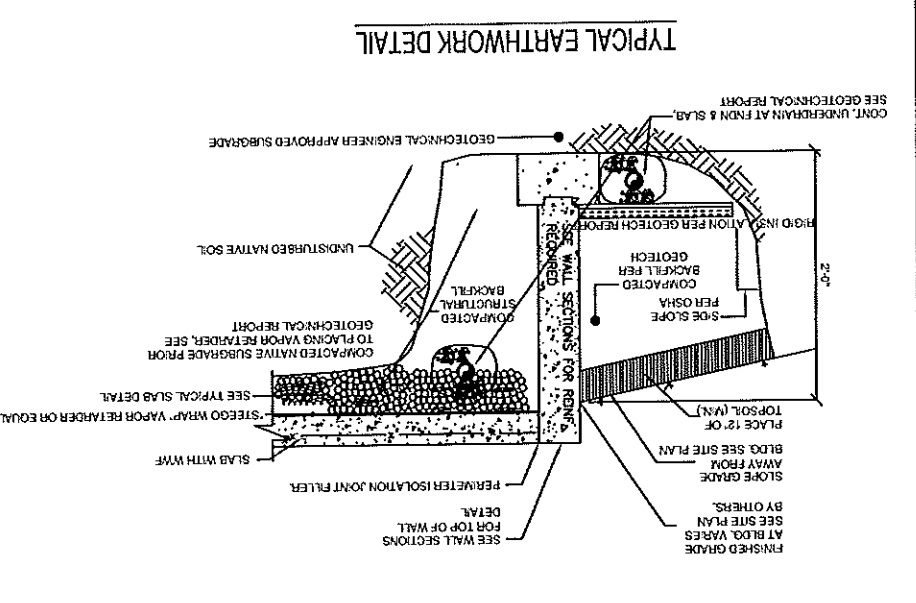 FINISHED GRADE
AT BLDG. VARIES
SEE SITE PLAN
BY OTHERS.
SLOPE GRADE
AWAY FROM
BLDG. SEE SITE PLAN
PLACE 12" OF
TOPSOIL (MIN.)
SEE WALL SECTIONS
FOR TOP OF WALL
DETAIL
PERIMETER ISOLATION JOINT FILLER
SLAB WITH WWF
"STEGO WRAP" VAPOR RETARDER OR EQUAL
SEE TYPICAL SLAB DETAIL
COMPACTED NATIVE SUBGRADE PRIOR
TO PLACING VAPOR RETARDER, SEE
GEOTECHNICAL REPORT
2'-0"
SIDE SLOPE
PER OSHA
COMPACTED
BACKFILL PER
GEOTECH
SEE WALL SECTIONS FOR REINF
REQUIRED
COMPACTED
STRUCTURAL
BACKFILL
UNDISTURBED NATIVE SOIL
RIGID INSULATION PER GEOTECH REPORT
GEOTECHNICAL ENGINEER APPROVED SUBGRADE
CONT. UNDERDRAIN AT FNDN & SLAB,
SEE GEOTECHNICAL REPORT
TYPICAL EARTHWORK DETAIL